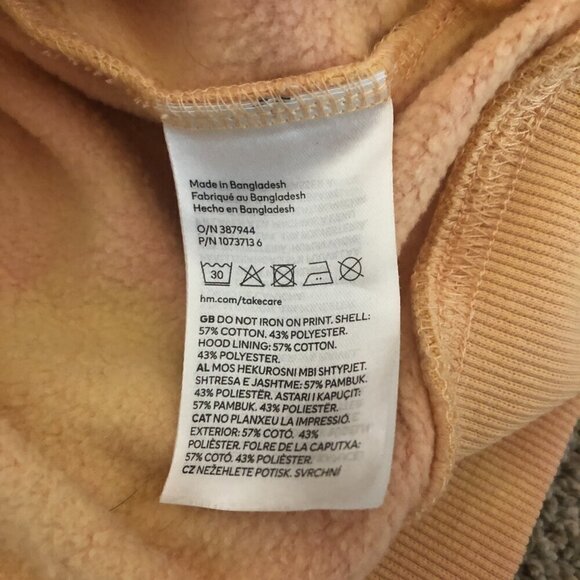 Made in Bangladesh
Fabriqué au Bangladesh
Hecho en Bangladesh
O/N 387944
P/N 1073713 6
30
hm.com/takecare
GB DO NOT IRON ON PRINT. SHELL:
57% COTTON. 43% POLYESTER.
HOOD LINING: 57% COTTON.
43% POLYESTER.
AL MOS HEKUROSNI MBI SHTYPJET.
SHTRESA E JASHTME: 57% PAMBUK.
43% POLIESTER. ASTARI I KAPUÇIT:
57% PAMBUK. 43% POLIESTER.
CAT NO PLANXEU LA IMPRESSIÓ.
EXTERIOR: 57% COTÓ. 43%
POLIÈSTER. FOLRE DE LA CAPUTXA:
57% COTÓ. 43% POLIÈSTER.
CZ NEŽEHLETE POTISK. SVRCHNÍ